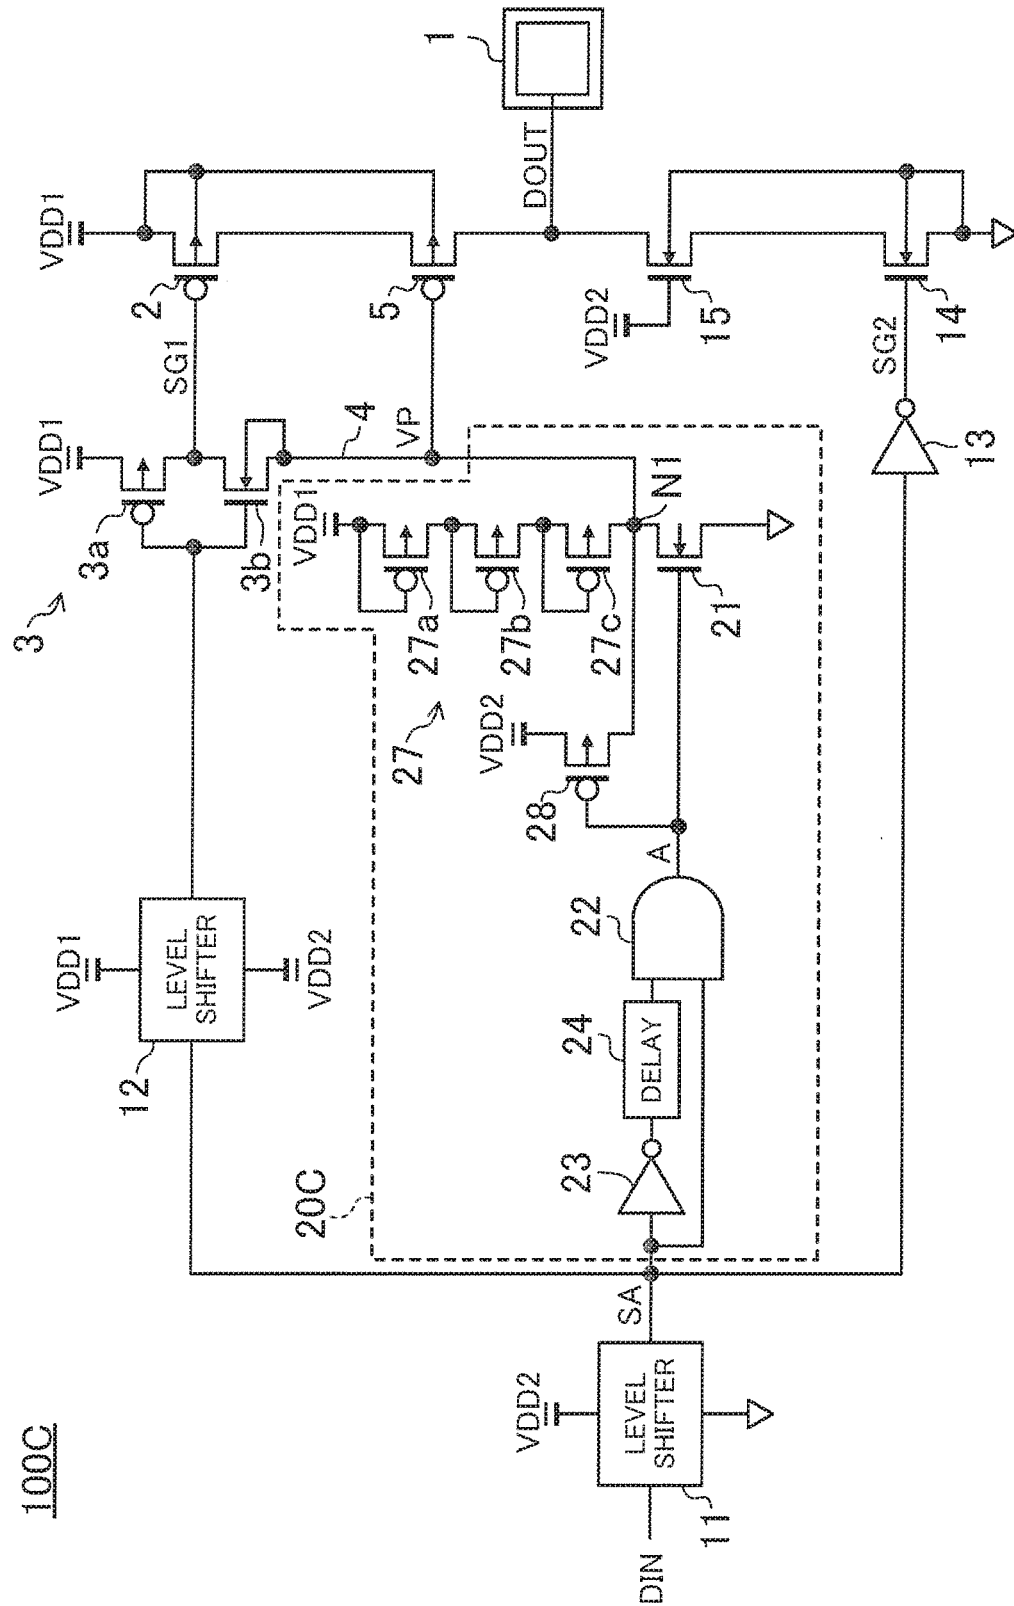 100C
DIN
LEVEL
SHIFTER
11
VDD2
SA
12
LEVEL
SHIFTER
VDD1
VDD2
20C
23
DELAY
24
22
A
28
VDD2
27
27a
27b
27c
VDD1
N1
21
3
3a
3b
VDD1
4
VP
SG1
2
VDD1
5
DOUT
1
VDD2
15
SG2
14
13